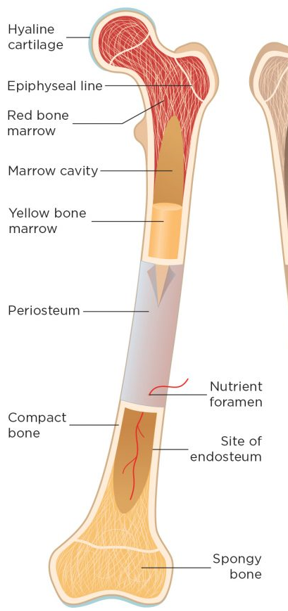 Hyaline
cartilage
Epiphyseal line
Red bone
marrow
Marrow cavity
Yellow bone
marrow
Periosteum
Nutrient
foramen
Compact
bone
Site of
endosteum
Spongy
bone